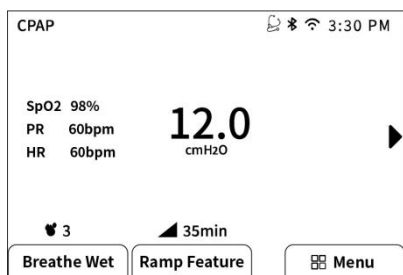 CPAP 3:30 PM
SpO2 98%
PR 60bpm
HR 60bpm
12.0
cmH2O
3 35min
Breathe Wet Ramp Feature Menu